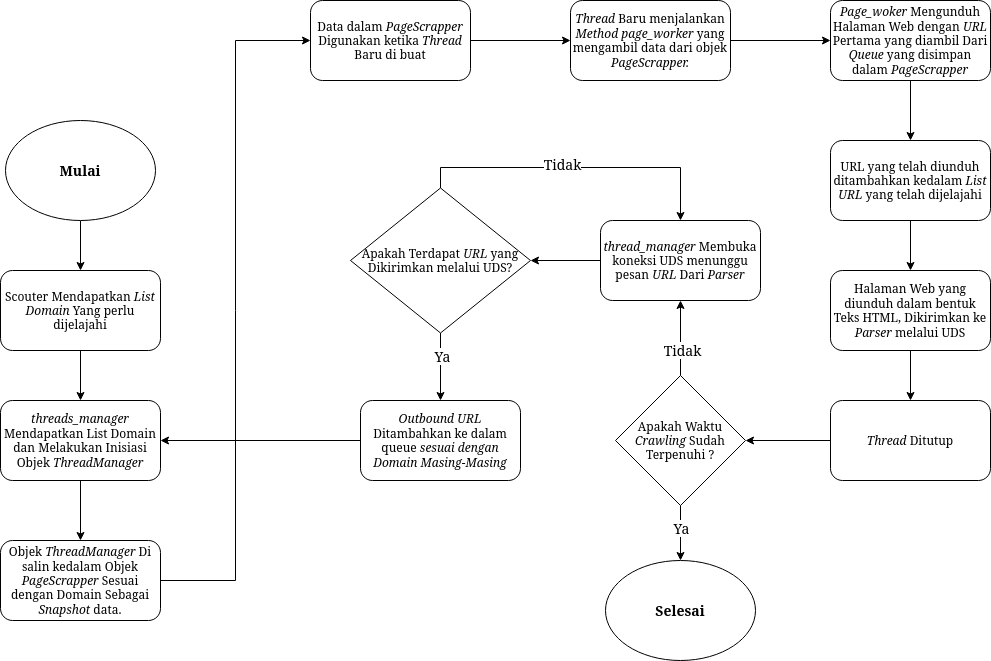 Mulai
Scouter Mendapatkan List
Domain Yang perlu
dijelajahi
threads_manager
Mendapatkan List Domain
dan Melakukan Inisiasi
Objek ThreadManager
Objek ThreadManager Di
salin kedalam Objek
PageScrapper Sesuai
dengan Domain Sebagai
Snapshot data.
Data dalam PageScrapper
Digunakan ketika Thread
Baru di buat
Thread Baru menjalankan
Method page_worker yang
mengambil data dari objek
PageScrapper.
Page_woker Mengunduh
Halaman Web dengan URL
Pertama yang diambil Dari
Queue yang disimpan
dalam PageScrapper
URL yang telah diunduh
ditambahkan kedalam List
URL yang telah dijelajahi
Halaman Web yang
diunduh dalam bentuk
Teks HTML, Dikirimkan ke
Parser melalui UDS
Thread Ditutup
Apakah Waktu
Crawling Sudah
Terpenuhi ?
Tidak
Ya
Selesai
thread_manager Membuka
koneksi UDS menunggu
pesan URL Dari Parser
Apakah Terdapat URL yang
Dikirimkan melalui UDS?
Tidak
Ya
Outbound URL
Ditambahkan ke dalam
queue sesuai dengan
Domain Masing-Masing